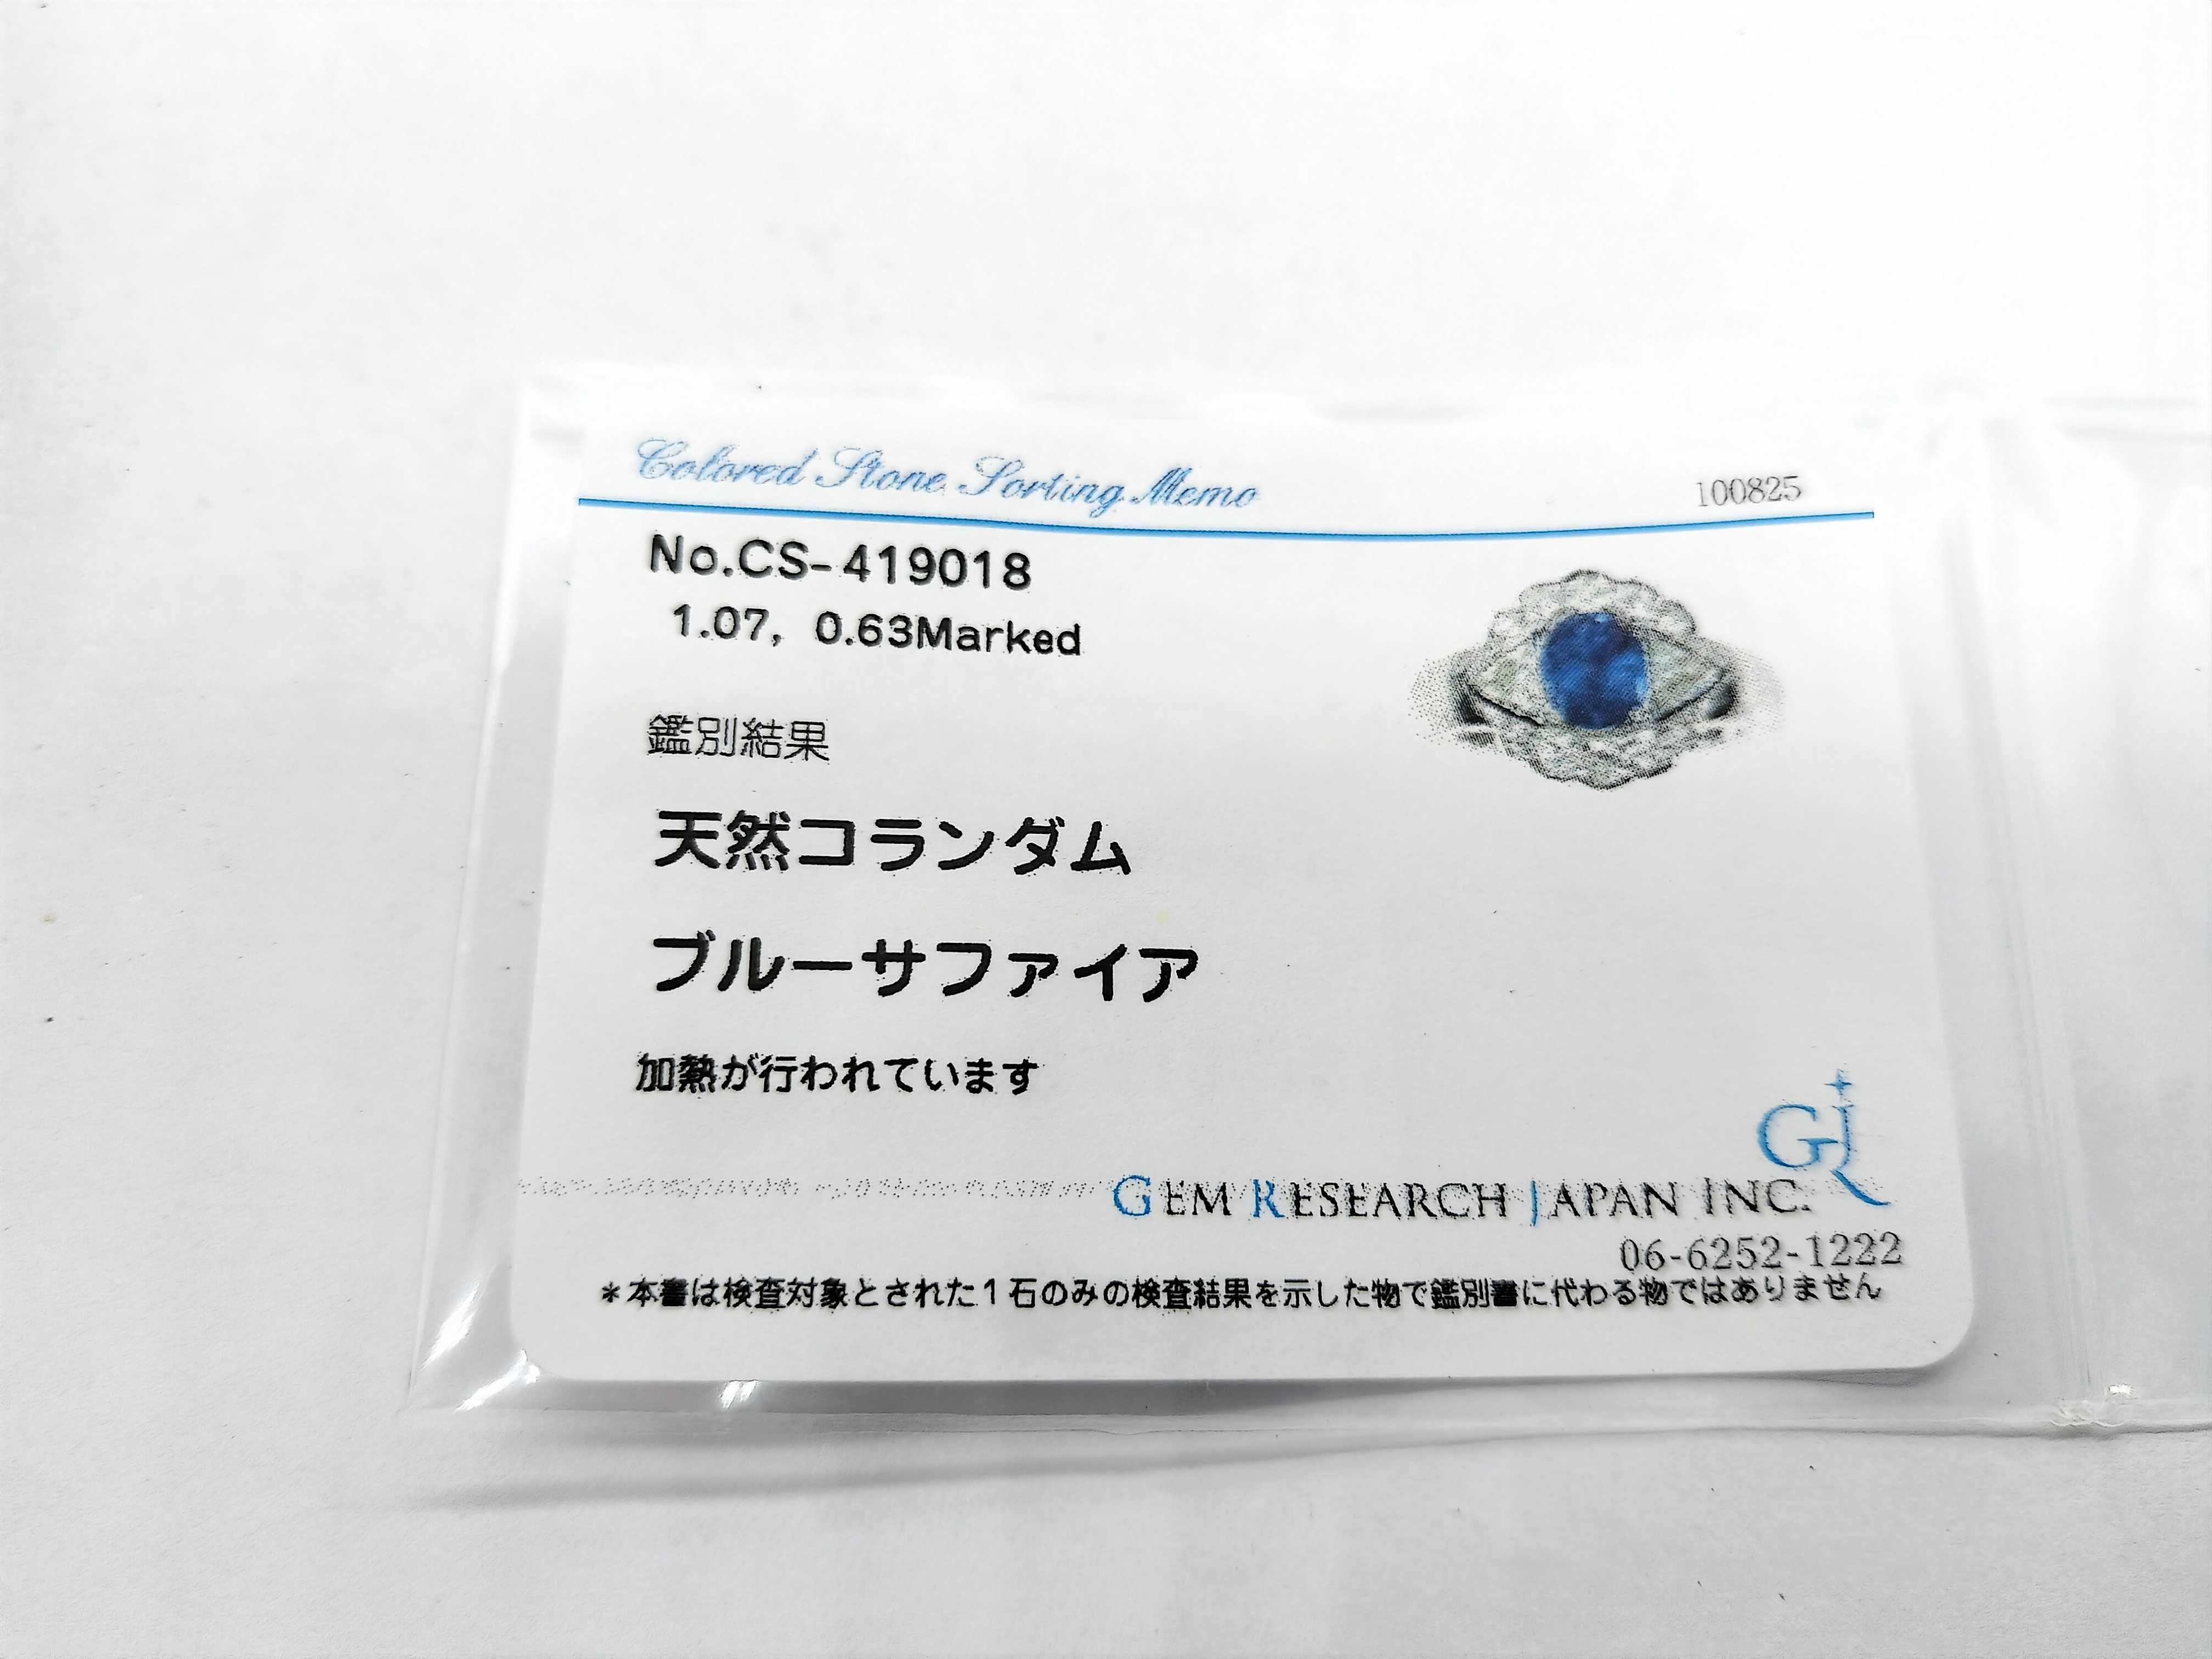 Colored Stone Sorting Memo
100825
No.CS-419018
1.07, 0.63Marked
鑑別結果
天然コランダム
ブルーサファイア
加熱が行われています
GJR
GEM RESEARCH JAPAN INC.
06-6252-1222
*本書は検査対象とされた1石のみの検査結果を示した物で鑑別書に代わる物ではありません